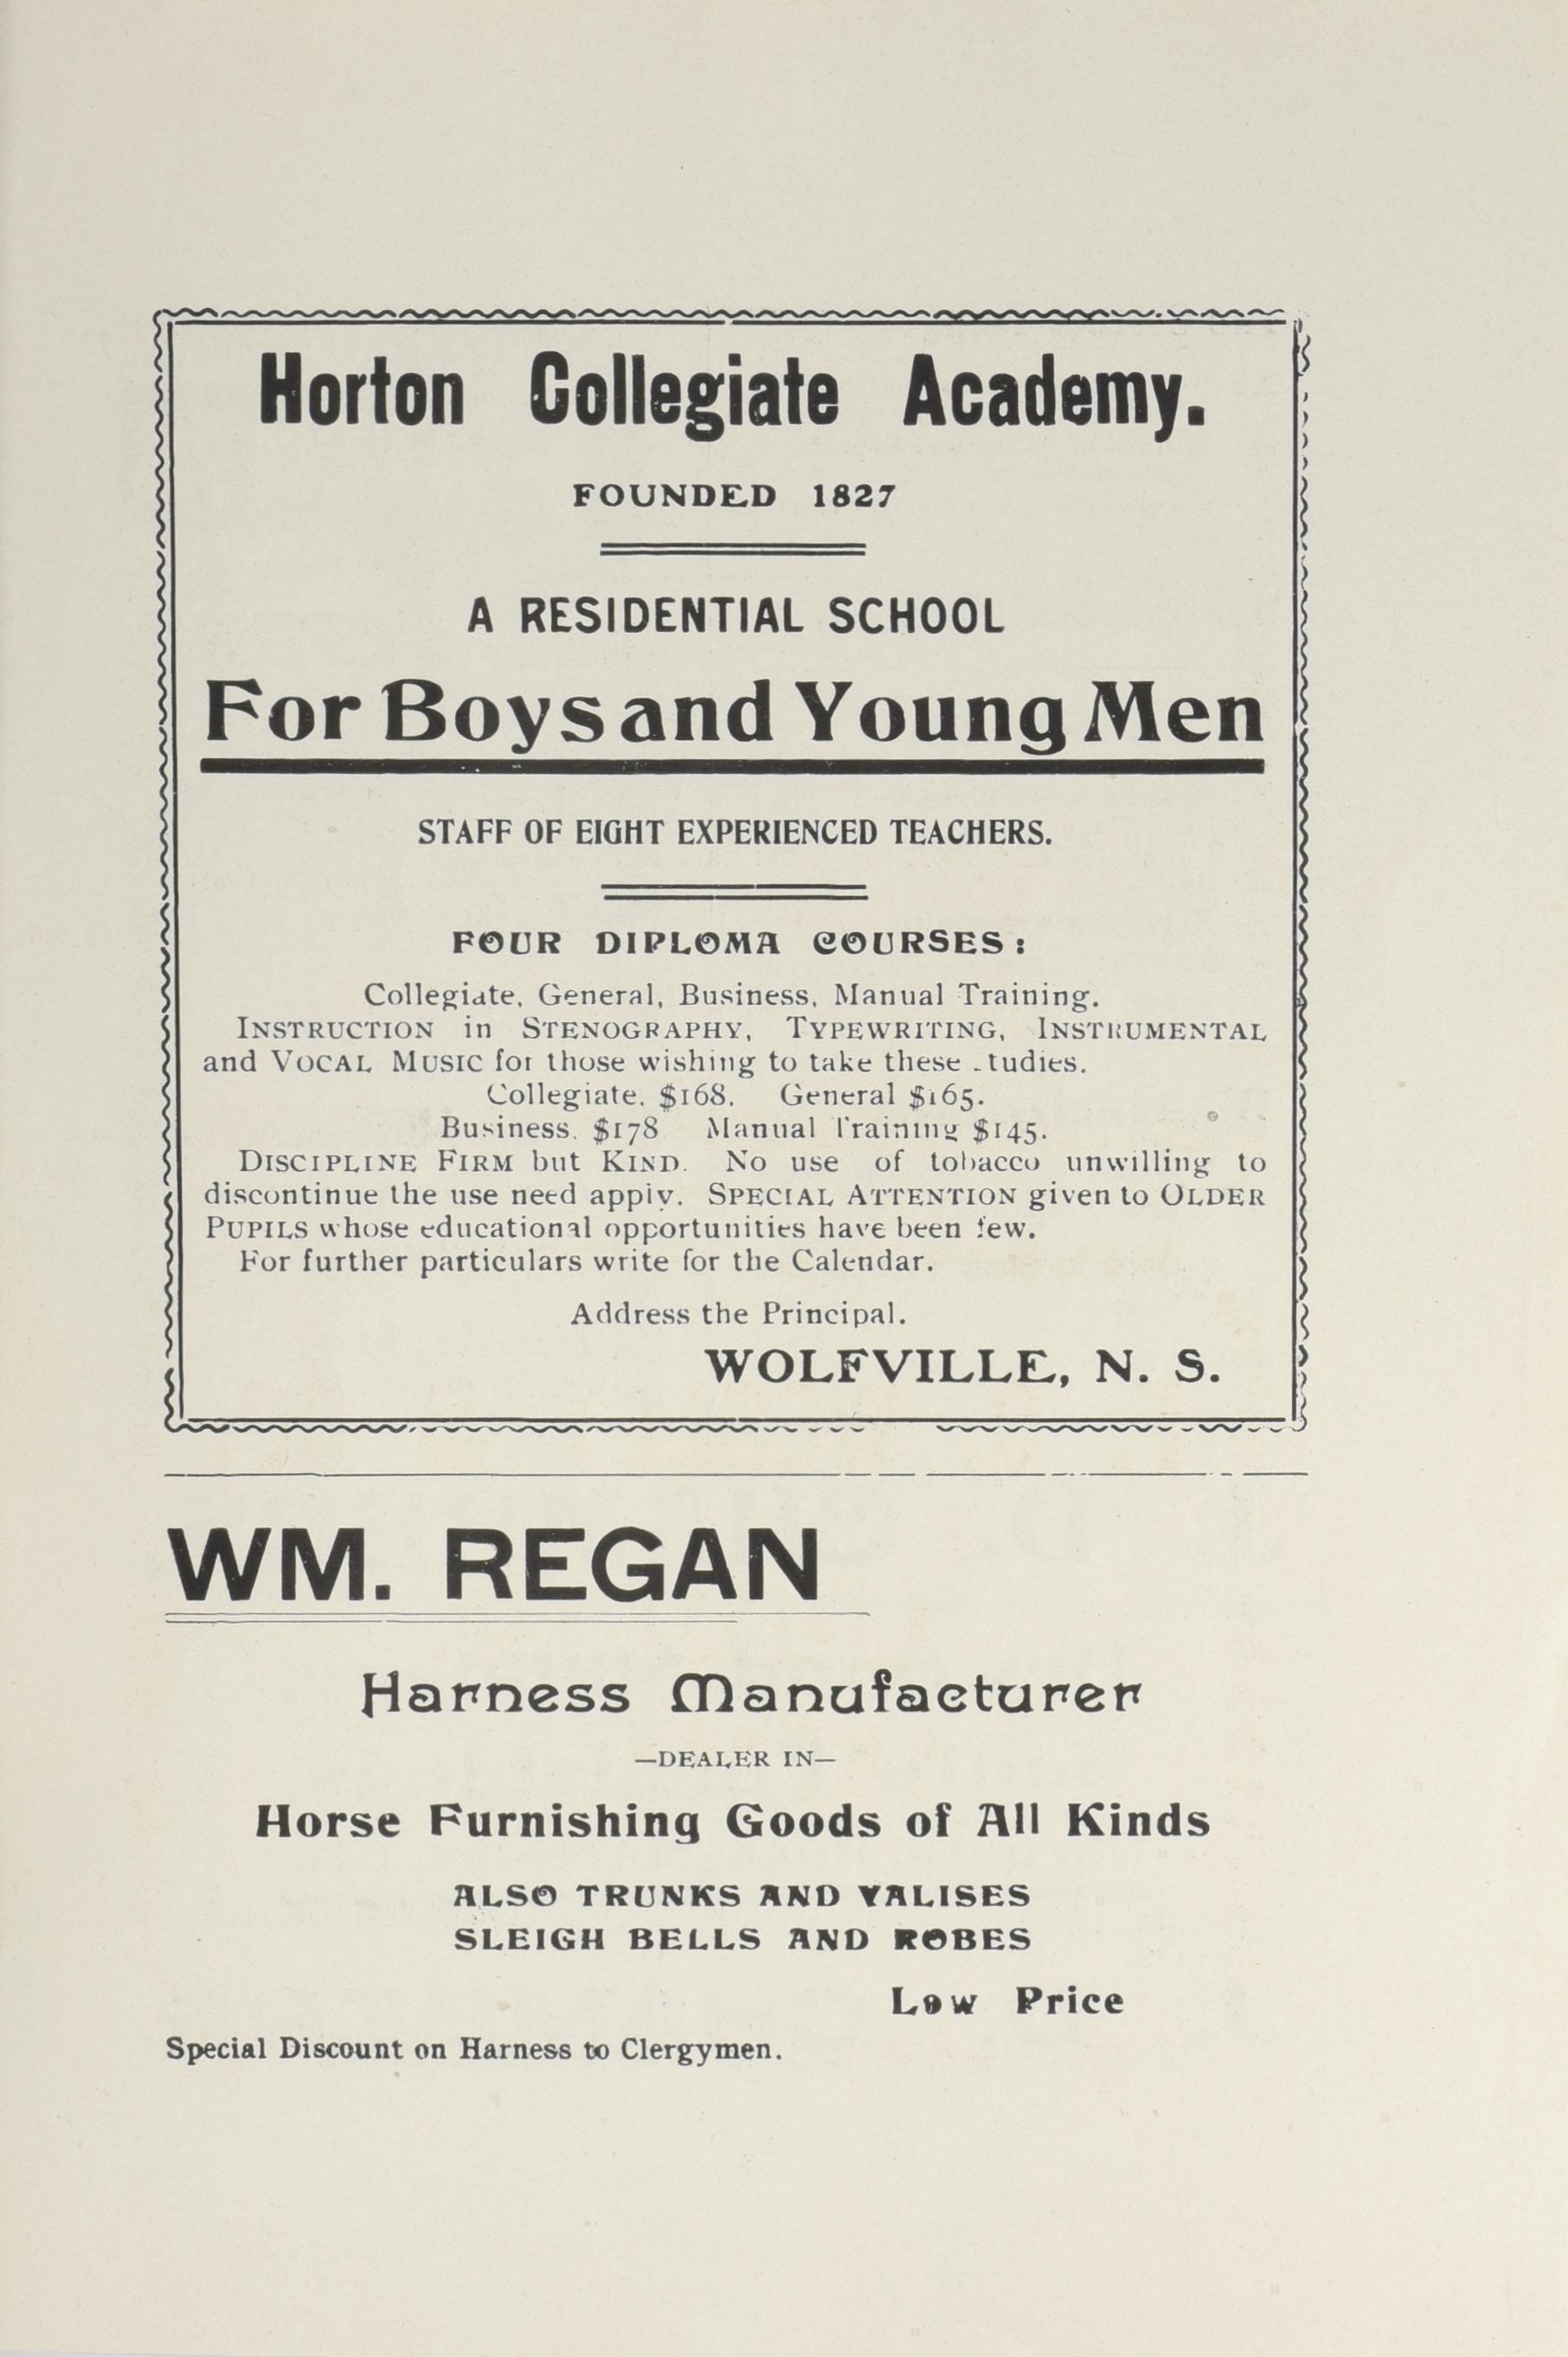 Horton Collegiate Academy.
FOUNDED 1827
A RESIDENTIAL SCHOOL
For Boys and Young Men
STAFF OF EIGHT EXPERIENCED TEACHERS.
FOUR DIPLOMA COURSES:
Collegiate, General, Business, Manual Training.
INSTRUCTION in STENOGRAPHY, TYPEWRITING, INSTRUMENTAL
and VOCAL MUSIC for those wishing to take these .tudies.
Collegiate, $168. General $165.
Business, $178 Manual Training $145.
DISCIPLINE FIRM but KIND. No use of tobacco unwilling to
discontinue the use need apply. SPECIAL ATTENTION given to OLDER
PUPILS whose educational opportunities have been few.
For further particulars write for the Calendar.
Address the Principal.
WOLFVILLE, N. S.
WM. REGAN
Harness Manufacturer
—DEALER IN—
Horse Furnishing Goods of All Kinds
ALSO TRUNKS AND VALISES
SLEIGH BELLS AND ROBES
Low Price
Special Discount on Harness to Clergymen.